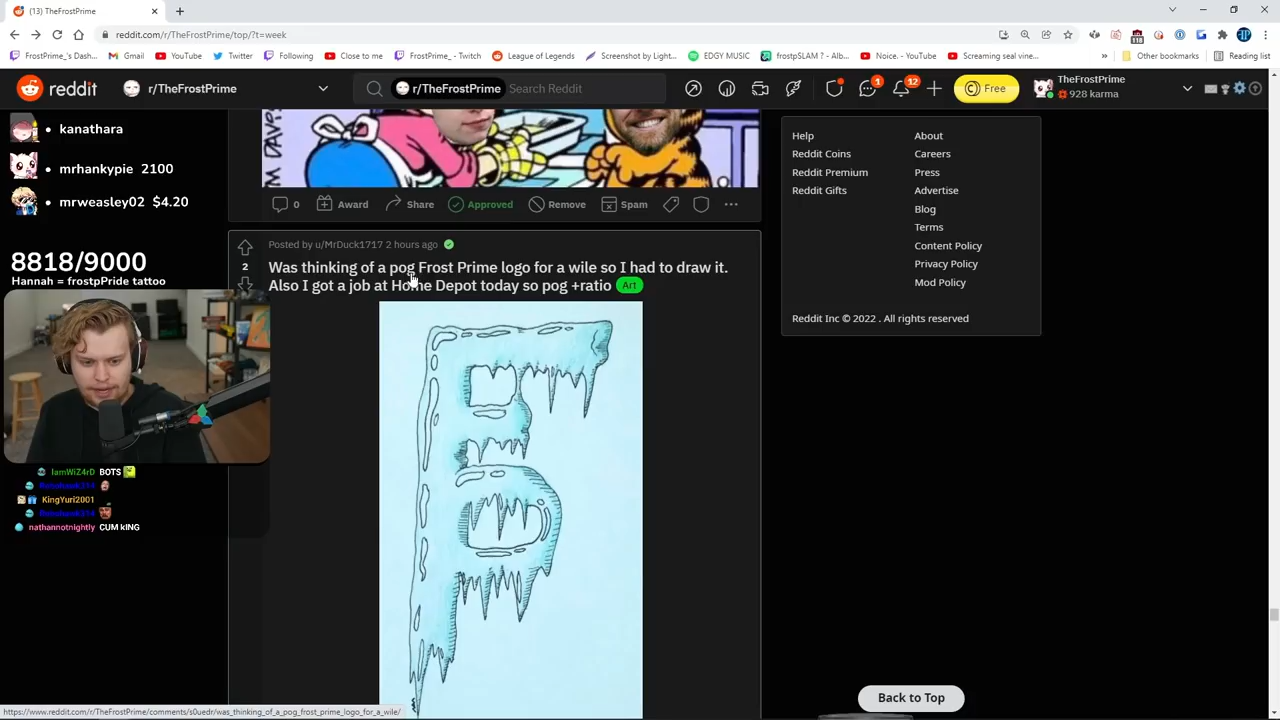 (13) TheFrostPrime
reddit.com/r/TheFrostPrime/top/?t=week
FrostPrime_'s Dash...
Gmail
YouTube
Twitter
Following
Close to me
FrostPrime_ - Twitch
League of Legends
Screenshot by Light...
EDGY MUSIC
frostpSLAM ? - Alb...
Noice. - YouTube
Screaming seal vine...
»
Other bookmarks
Reading list
reddit
r/TheFrostPrime
r/TheFrostPrime
Search Reddit
1
12
Free
TheFrostPrime
928 karma
• kanathara
• mrhankypie 2100
• mrweasley02 $4.20
8818/9000
Hannah = frostpPride tattoo
0
Award
Share
Approved
Remove
Spam
Posted by u/MrDuck1717 2 hours ago
2
Was thinking of a pog Frost Prime logo for a wile so I had to draw it.
Also I got a job at Home Depot today so pog +ratio
Art
IamWiZ4rD BOTS
KingYuri2001
nathannotnightly CUM kING
Help
About
Reddit Coins
Careers
Reddit Premium
Press
Reddit Gifts
Advertise
Blog
Terms
Content Policy
Privacy Policy
Mod Policy
Reddit Inc © 2022 . All rights reserved
Back to Top
https://www.reddit.com/r/TheFrostPrime/comments/s0uedr/was_thinking_of_a_pog_frost_prime_logo_for_a_wile/